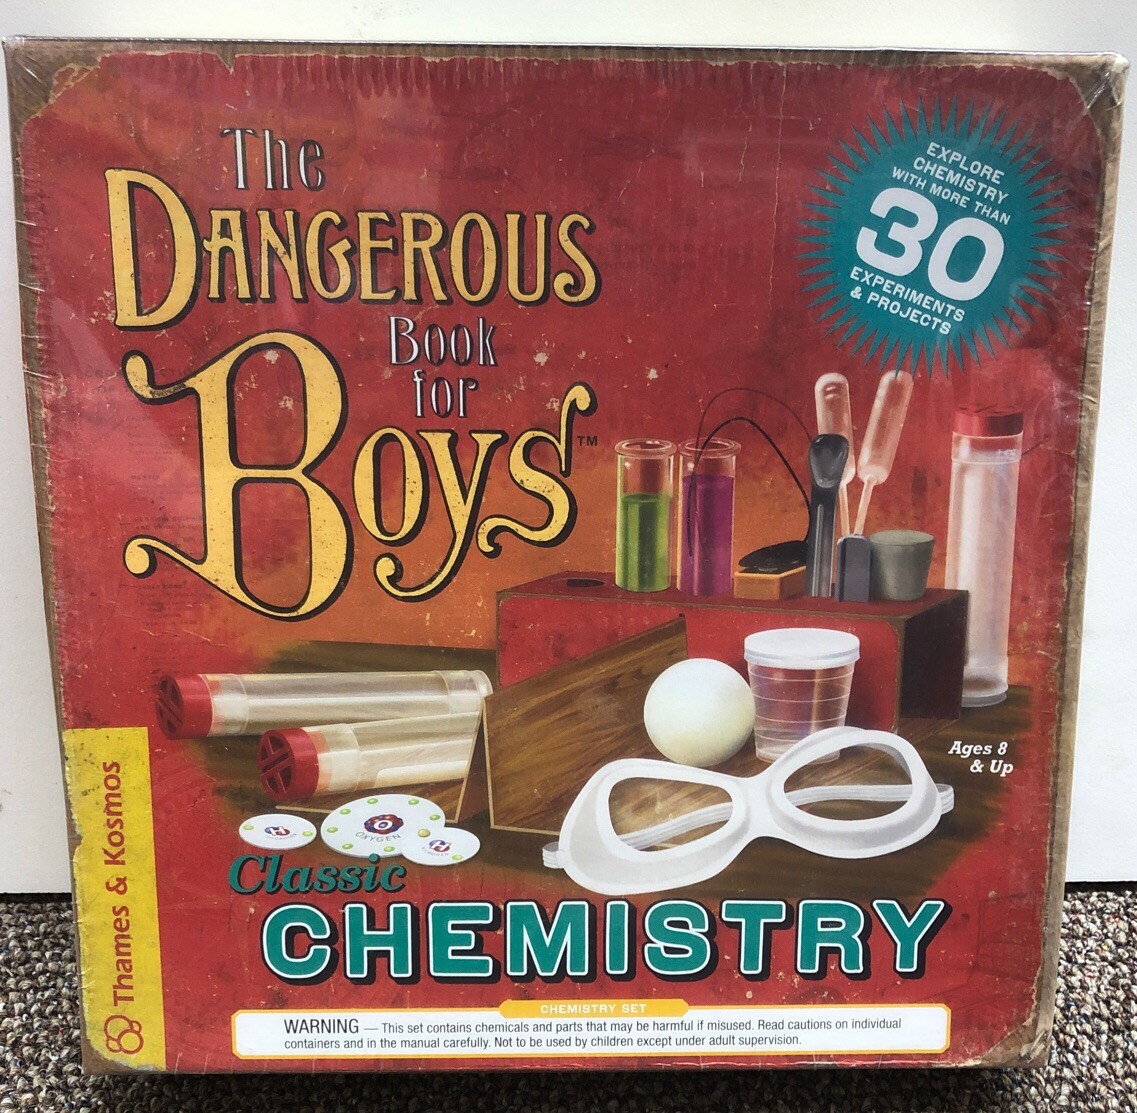 The
DANGEROUS
Book
for
Boys™
EXPLORE
CHEMISTRY
WITH MORE THAN
30
EXPERIMENTS
& PROJECTS
Ages 8
& Up
OXYGEN
H
Thames & Kosmos
Classic
CHEMISTRY
CHEMISTRY SET
WARNING — This set contains chemicals and parts that may be harmful if misused. Read cautions on individual
containers and in the manual carefully. Not to be used by children except under adult supervision.